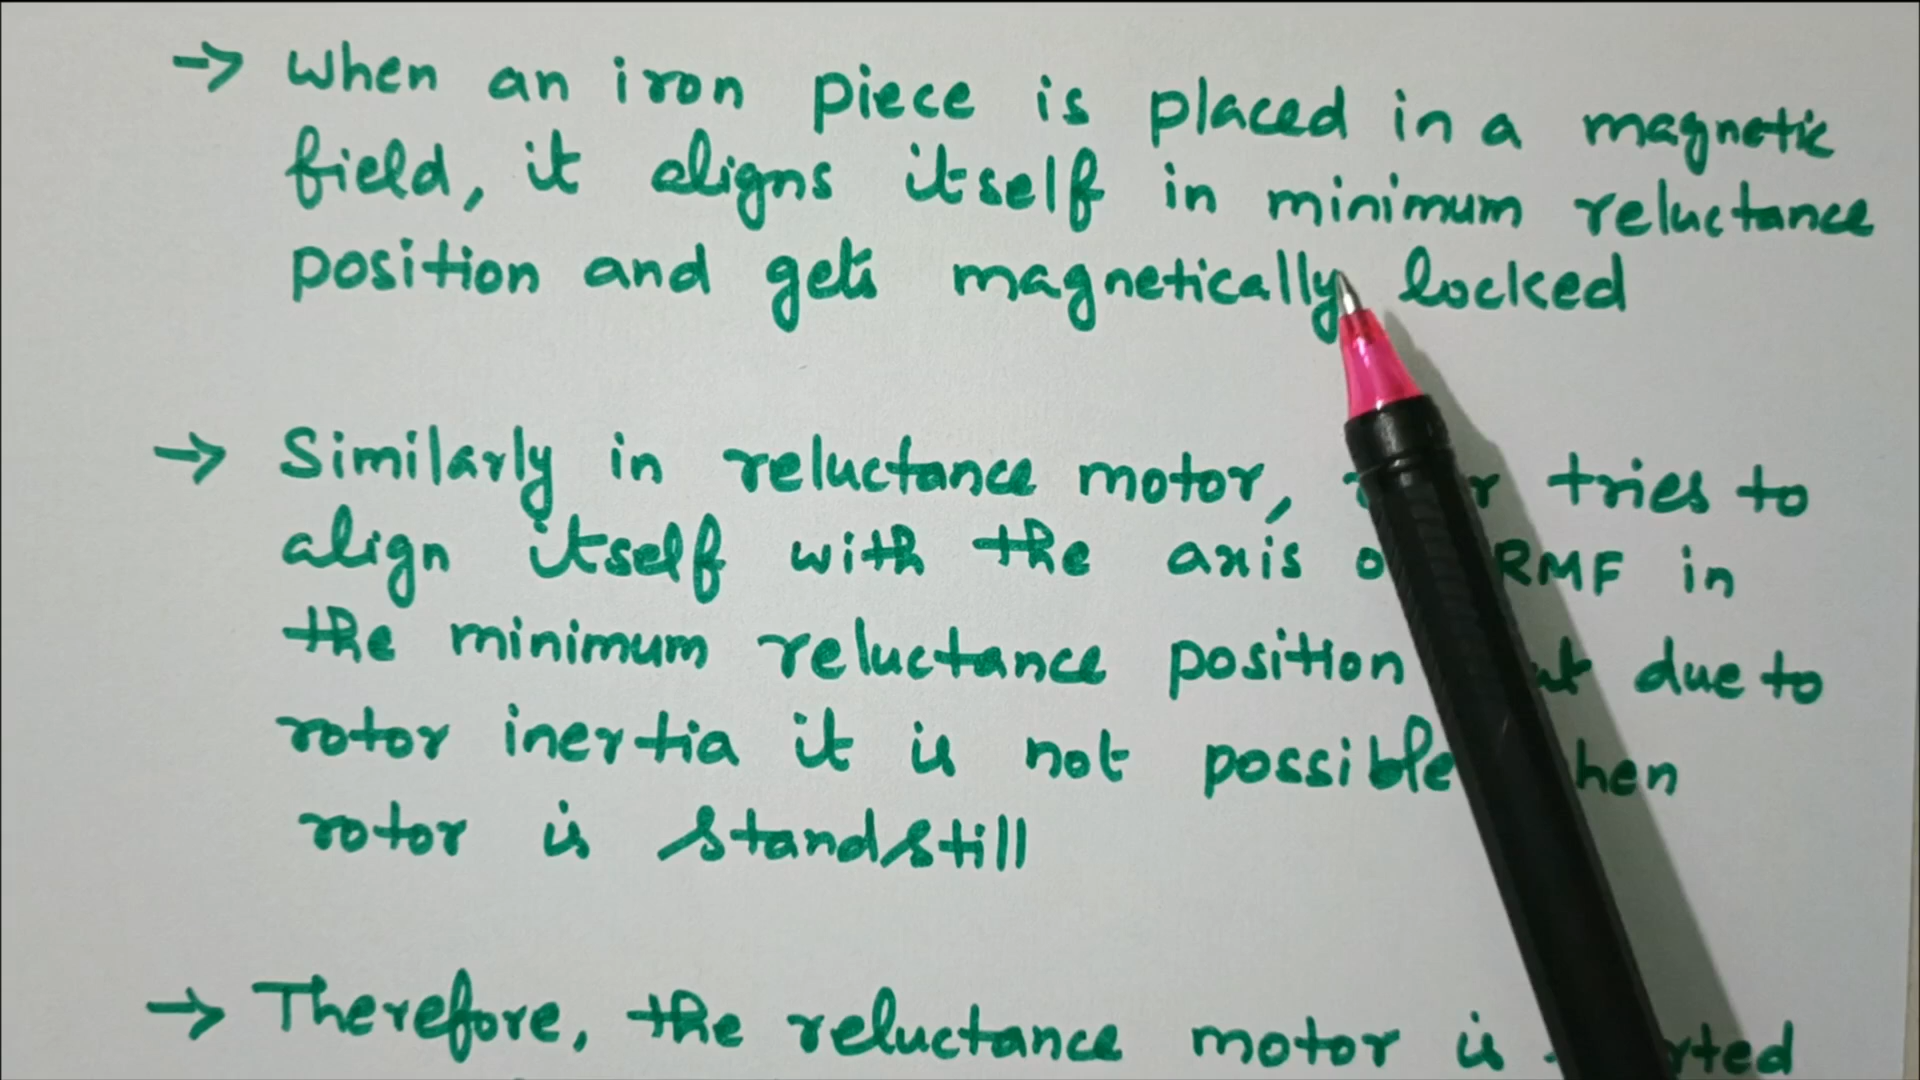 → When an iron piece is placed in a magnetic
field, it aligns itself in minimum reluctance
position and gets magnetically locked
→ Similarly in reluctance motor, tries to
align itself with the axis RMF in
the minimum reluctance position due to
rotor inertia it is not possible
rotor is standstill
→ Therefore, the reluctance motor is